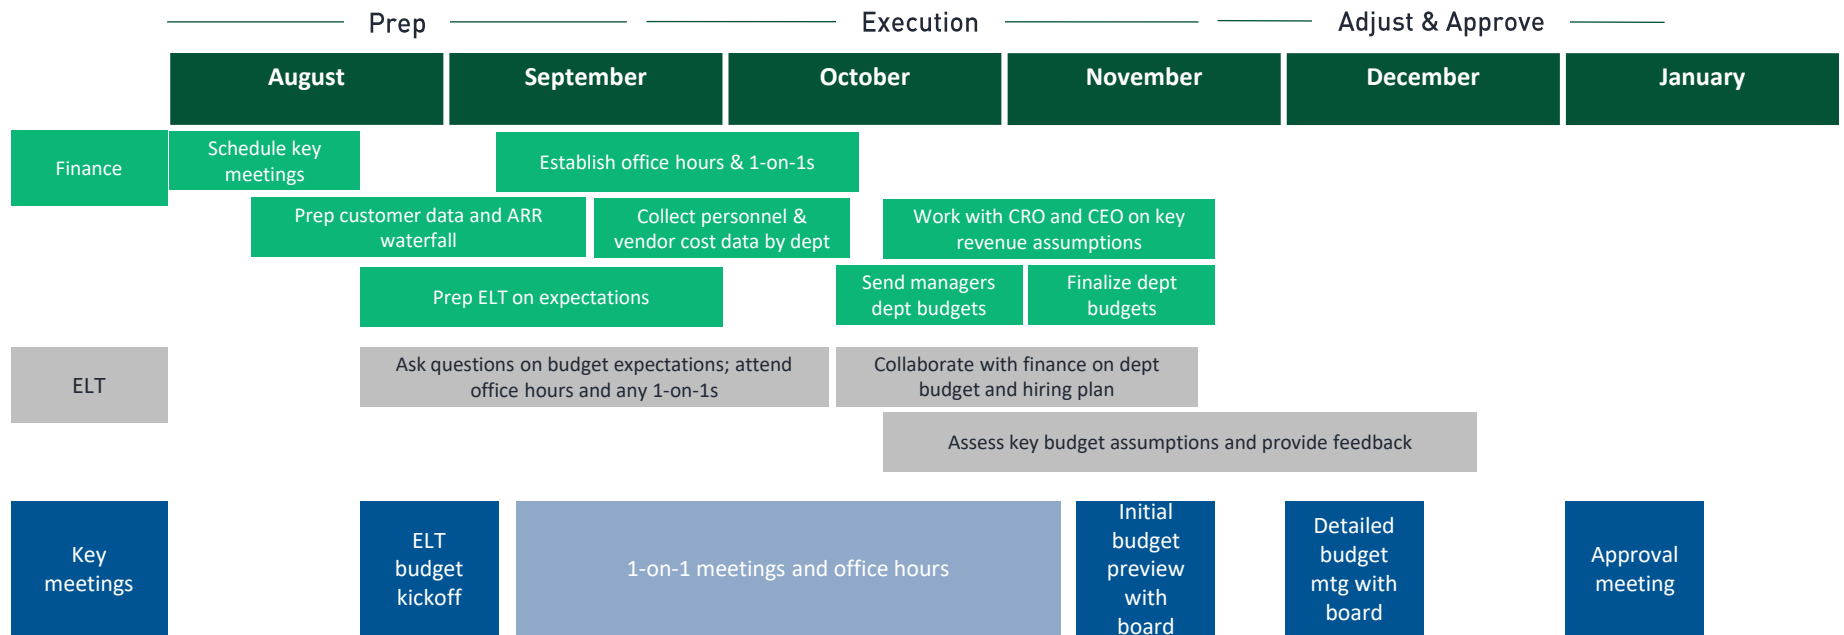 Prep
Execution
Adjust & Approve
August
September
October
November
December
January
Finance
Schedule key
meetings
Establish office hours & 1-on-1s
Prep customer data and ARR
waterfall
Collect personnel &
vendor cost data by dept
Work with CRO and CEO on key
revenue assumptions
Prep ELT on expectations
Send managers
dept budgets
Finalize dept
budgets
ELT
Ask questions on budget expectations; attend
office hours and any 1-on-1s
Collaborate with finance on dept
budget and hiring plan
Assess key budget assumptions and provide feedback
Key
meetings
ELT
budget
kickoff
1-on-1 meetings and office hours
Initial
budget
preview
with
board
Detailed
budget
mtg with
board
Approval
meeting